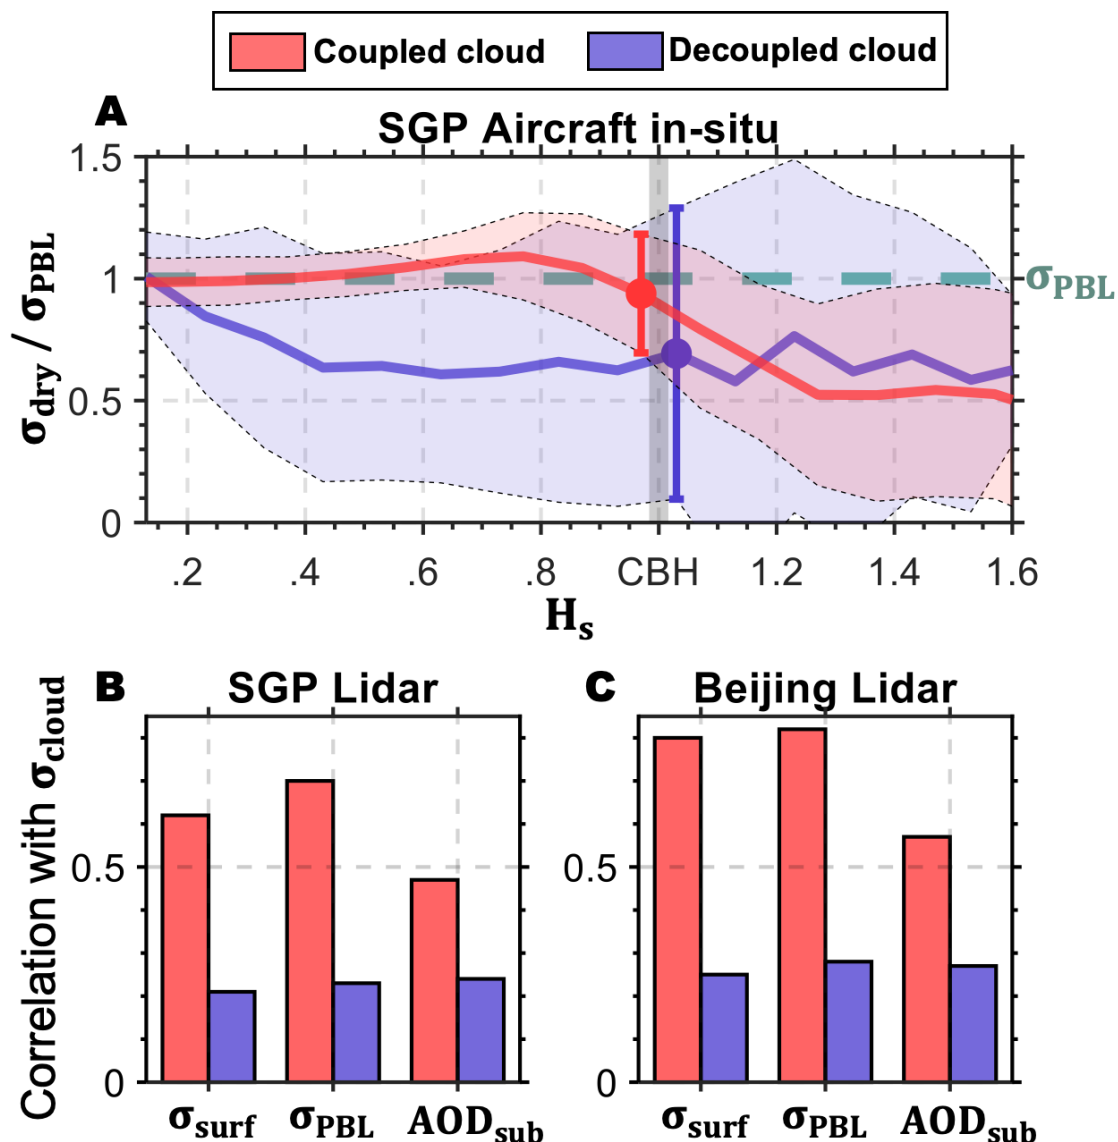 Coupled cloud Decoupled cloud
A
SGP Aircraft in-situ
1.5
1
0.5
0
σdry / σPBL
σPBL
.2 .4 .6 .8 CBH 1.2 1.4 1.6
Hs
B SGP Lidar
C Beijing Lidar
Correlation with σcloud
0.5
0
0.5
0
σsurf σPBL AODsub
σsurf σPBL AODsub